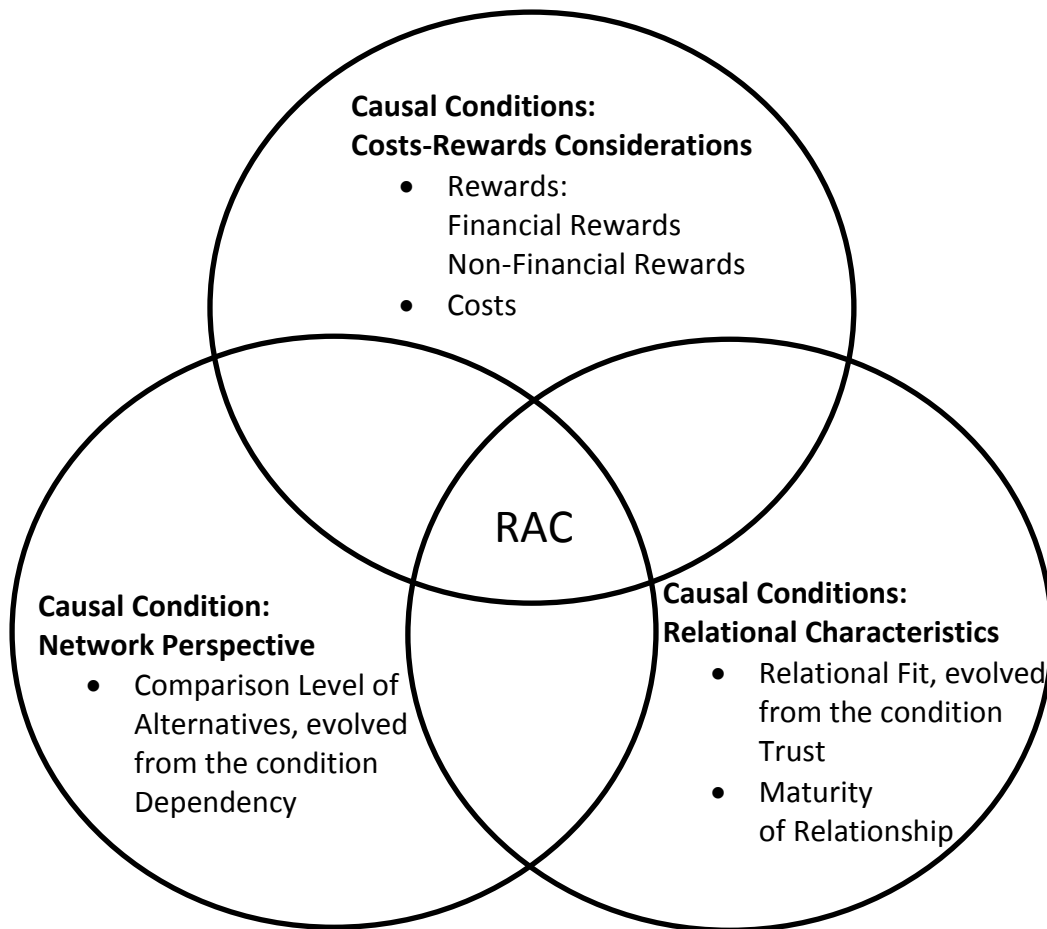 Causal Conditions:
Costs-Rewards Considerations
• Rewards:
Financial Rewards
Non-Financial Rewards
• Costs
RAC
Causal Condition:
Network Perspective
• Comparison Level of
Alternatives, evolved
from the condition
Dependency
Causal Conditions:
Relational Characteristics
• Relational Fit, evolved
from the condition
Trust
• Maturity
of Relationship